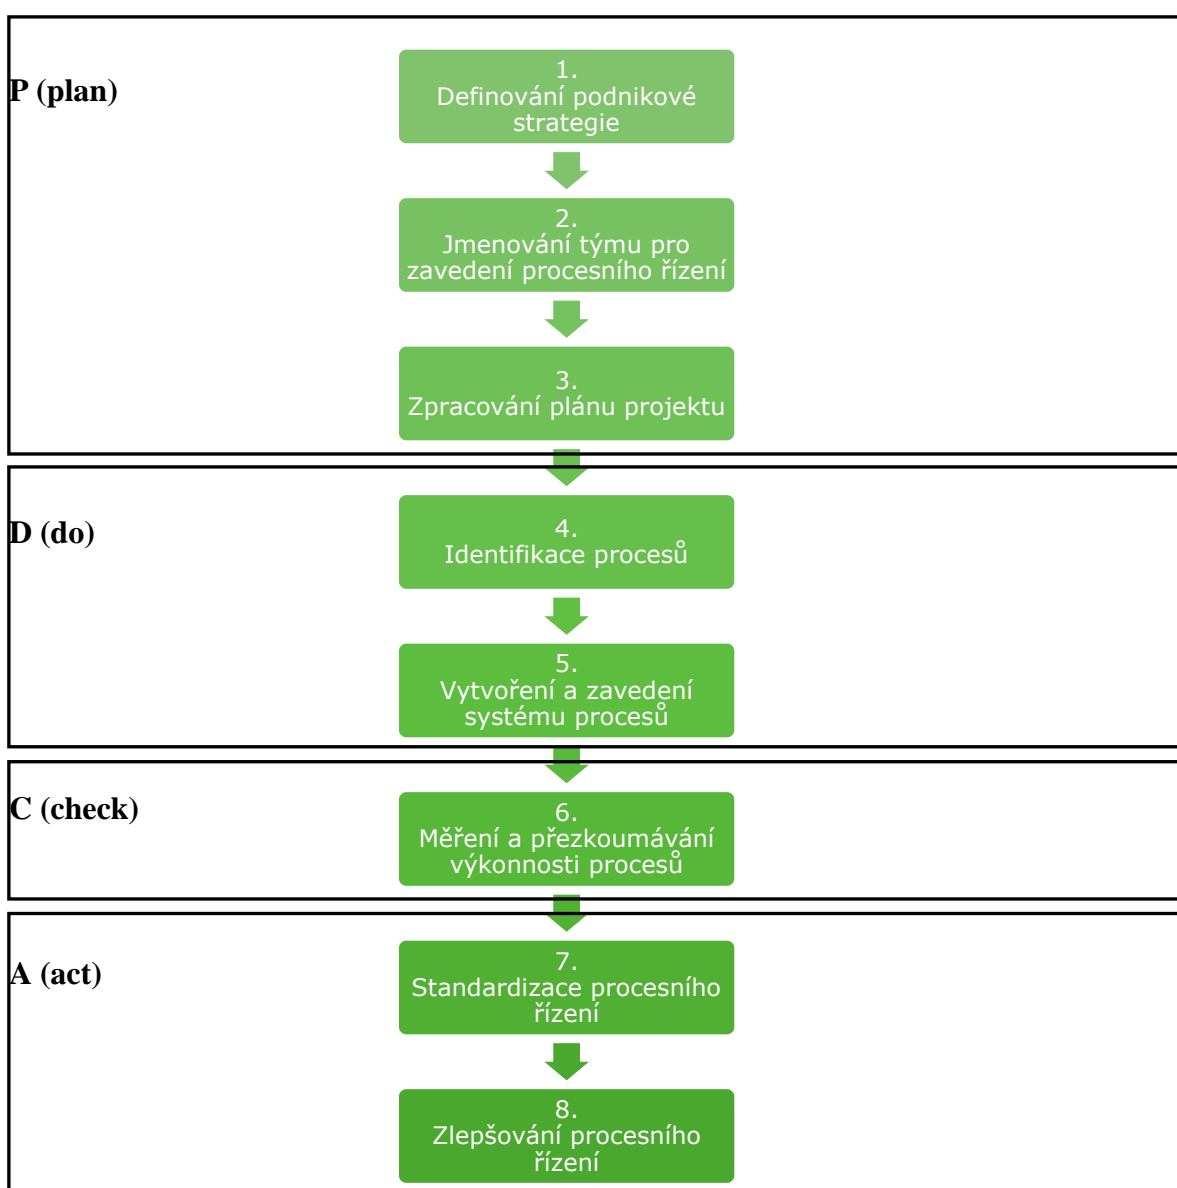 P (plan)
1.
Definování podnikové
strategie
2.
Jmenování týmu pro
zavedení procesního řízení
3.
Zpracování plánu projektu
D (do)
4.
Identifikace procesů
5.
Vytvoření a zavedení
systému procesů
C (check)
6.
Měření a přezkoumávání
výkonnosti procesů
A (act)
7.
Standardizace procesního
řízení
8.
Zlepšování procesního
řízení